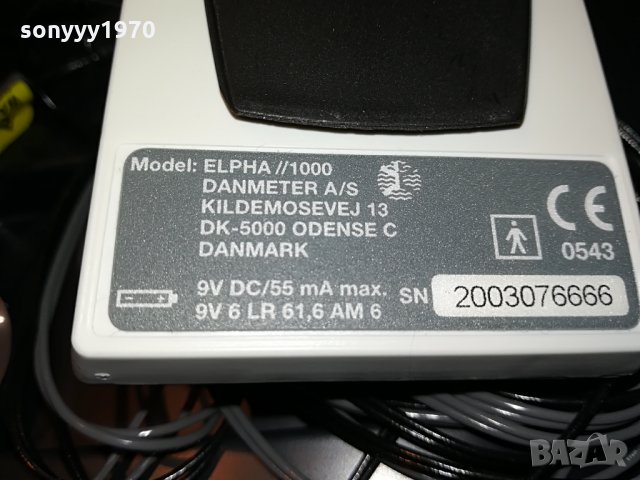 sonyyy1970
Model: ELPHA //1000
DANMETER A/S
KILDEMOSEVEJ 13
DK-5000 ODENSE C
DANMARK
CE
0543
9V DC/55 mA max.
9V 6 LR 61,6 AM 6
SN 2003076666
BAZAR